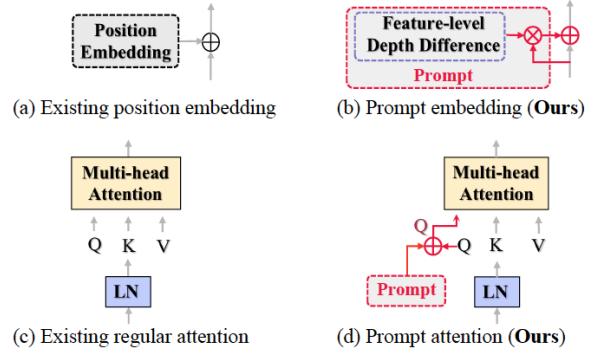 Position
Embedding
Feature-level
Depth Difference
Prompt
(a) Existing position embedding
(b) Prompt embedding (Ours)
Multi-head
Attention
Q K V
LN
Multi-head
Attention
Q
Q K V
Prompt
LN
(c) Existing regular attention
(d) Prompt attention (Ours)